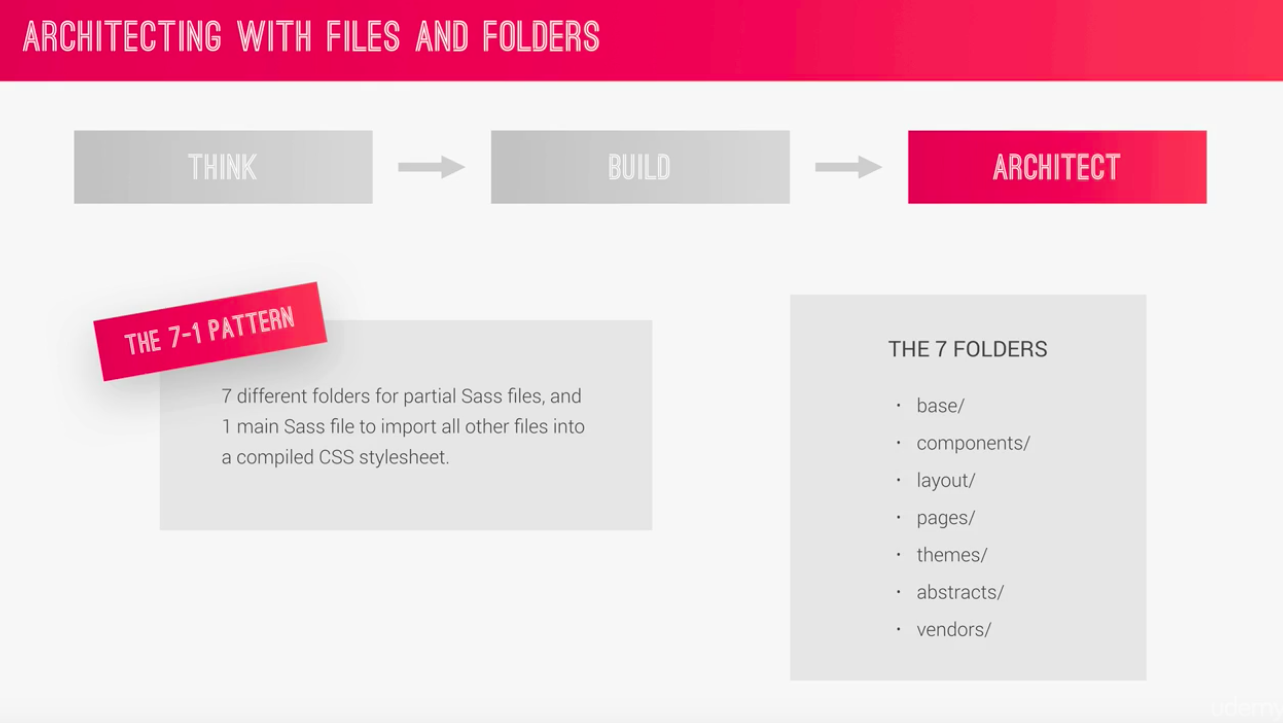 ARCHITECTING WITH FILES AND FOLDERS
THINK
BUILD
ARCHITECT
THE 7-1 PATTERN
7 different folders for partial Sass files, and
1 main Sass file to import all other files into
a compiled CSS stylesheet.
THE 7 FOLDERS
· base/
· components/
· layout/
· pages/
· themes/
· abstracts/
· vendors/
udemy